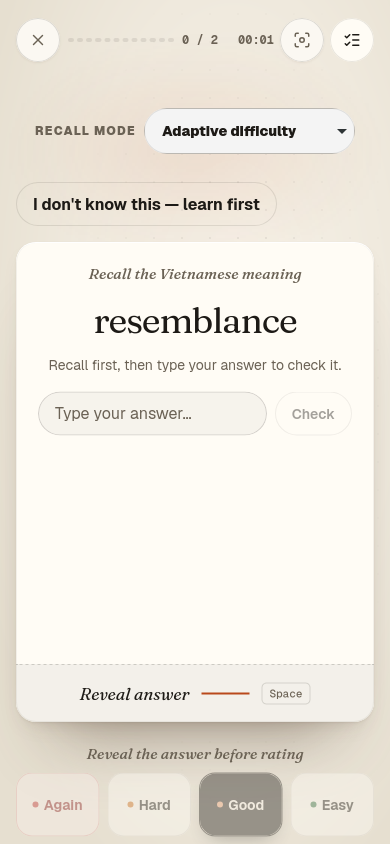 0 / 2 00:01
RECALL MODE Adaptive difficulty
I don't know this — learn first
Recall the Vietnamese meaning
resemblance
Recall first, then type your answer to check it.
Type your answer... Check
Reveal answer Space
Reveal the answer before rating
Again Hard Good Easy